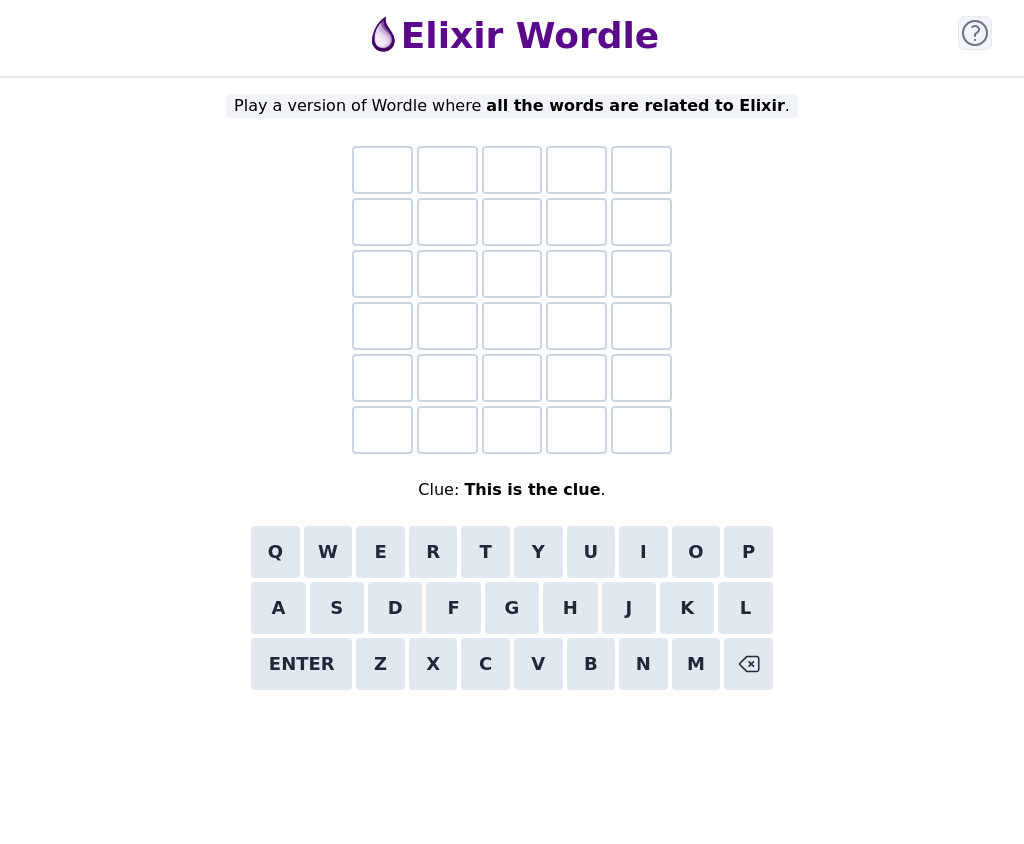 Elixir Wordle
?
Play a version of Wordle where all the words are related to Elixir.
Clue: This is the clue.
Q W E R T Y U I O P
A S D F G H J K L
ENTER Z X C V B N M